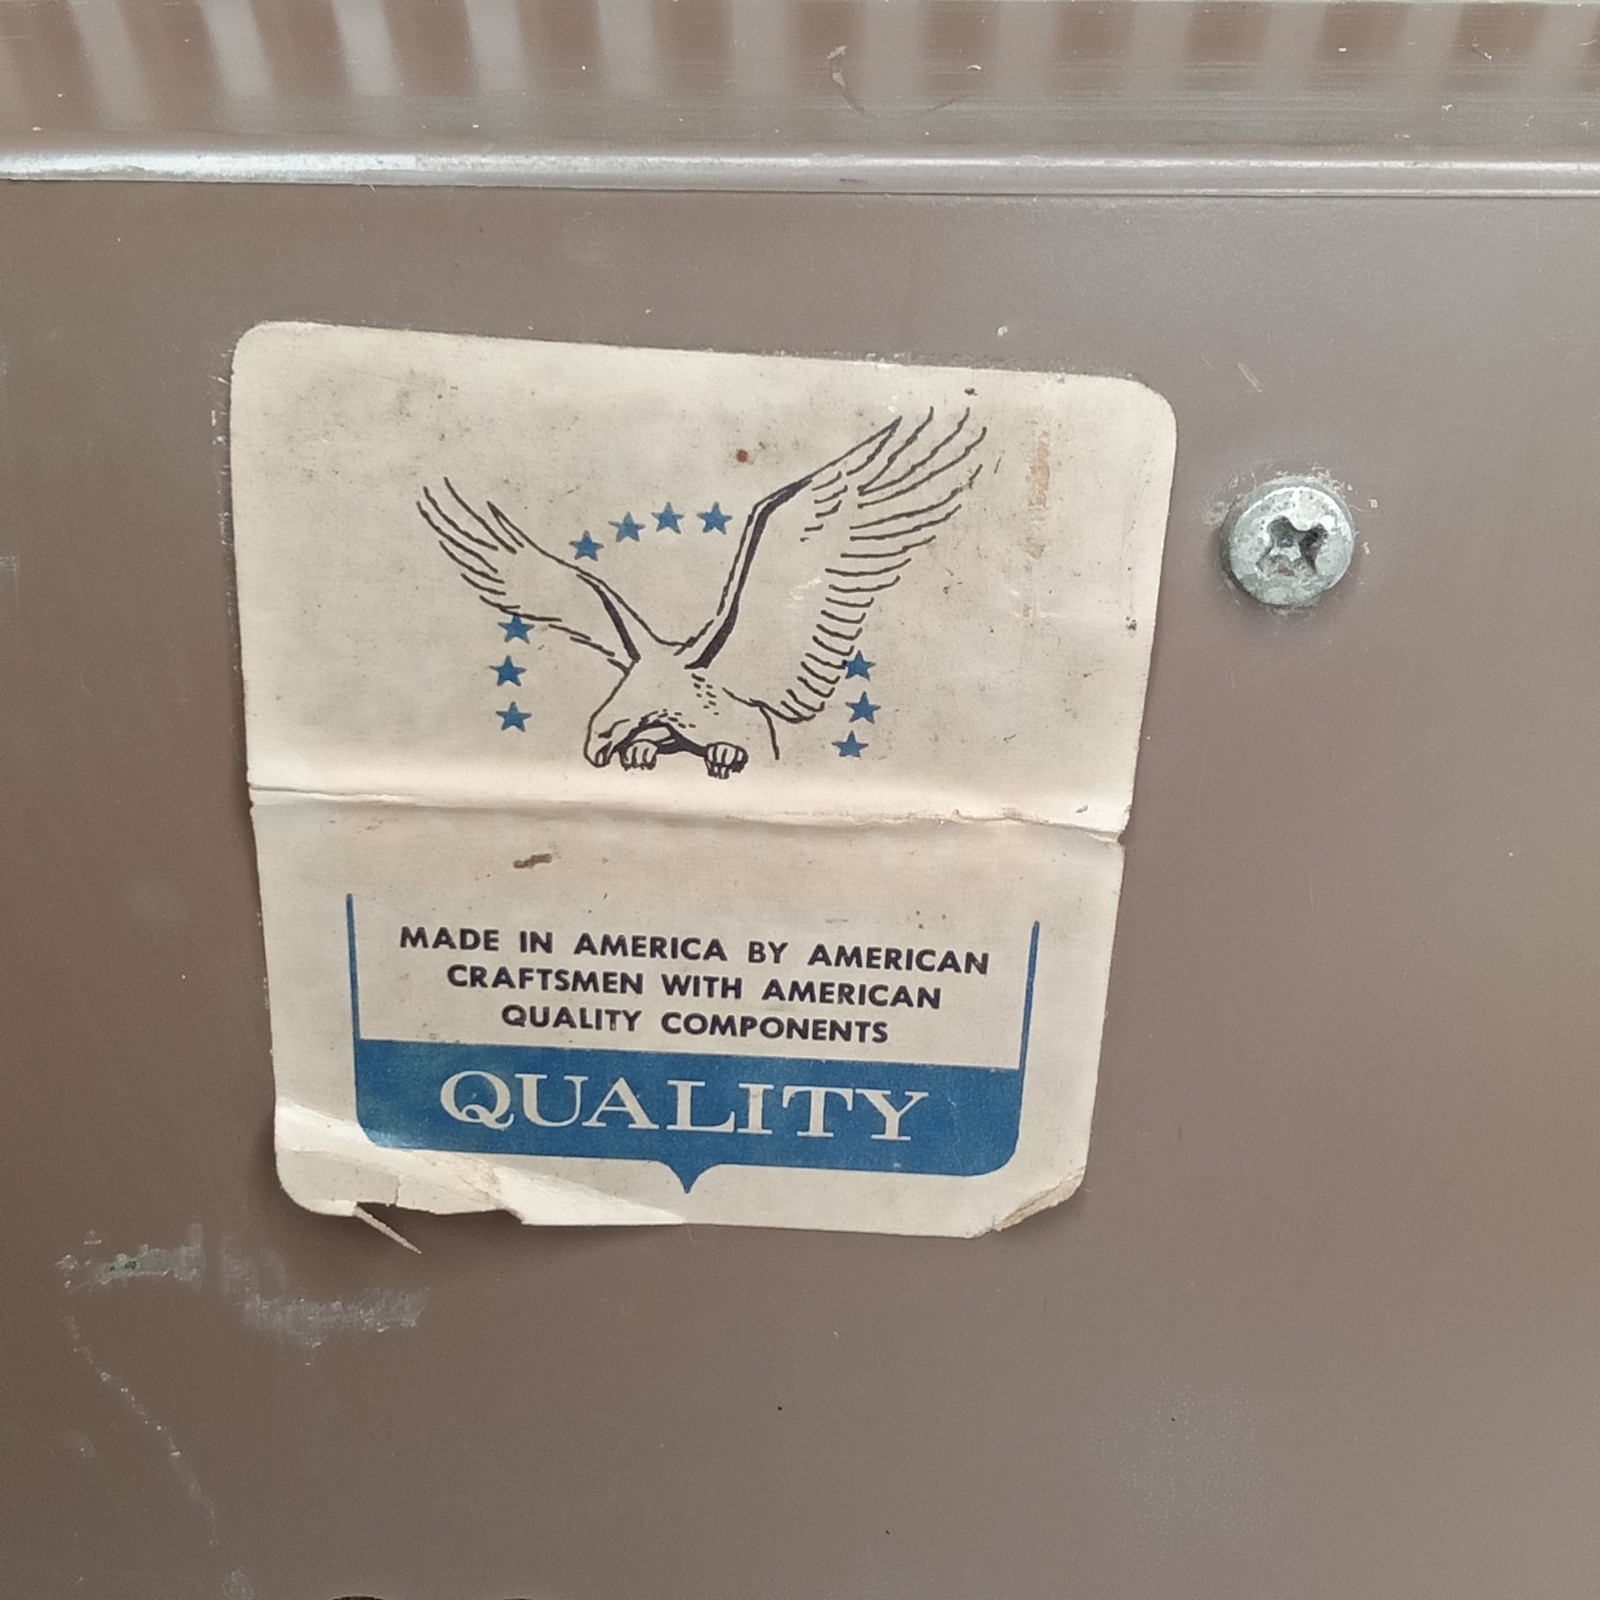 MADE IN AMERICA BY AMERICAN
CRAFTSMEN WITH AMERICAN
QUALITY COMPONENTS
QUALITY